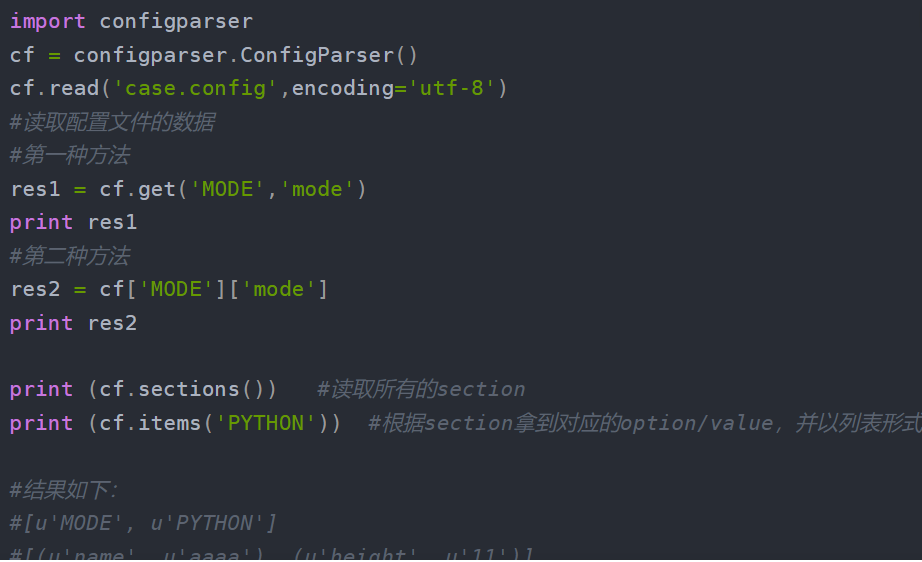 import configparser
cf = configparser.ConfigParser()
cf.read('case.config',encoding='utf-8')
#读取配置文件的数据
#第一种方法
res1 = cf.get('MODE','mode')
print res1
#第二种方法
res2 = cf['MODE']['mode']
print res2
print (cf.sections())   #读取所有的section
print (cf.items('PYTHON'))  #根据section拿到对应的option/value，并以列表形式
#结果如下：
#[u'MODE', u'PYTHON']
#[(u'name', u'aaaa'), (u'height', u'11')]